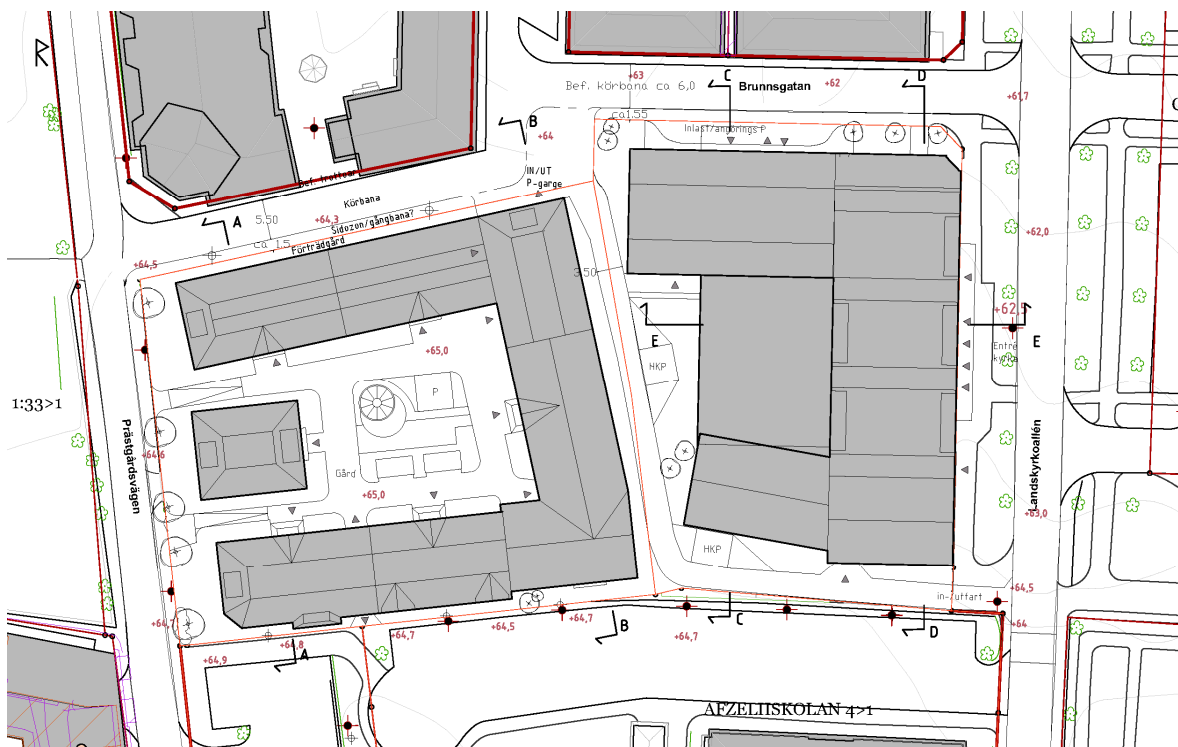 +63
C
D
Bef. körbana ca 6,0
Brunnsgatan
+62
+61,7
ca1.55
B
+64
Inlast/angörings P
IN/UT
P-garge
Bef. trottoar
Körbana
A
5.50
+64,3
Sidozon/gångbana?
ca 1.5
Förträdgård
+62,0
+64,5
3.50
+62,5
E
E
Entre
kyrka
+65,0
HKP
P
1:33>1
Prästgårdsvägen
+64,6
Gård
+65,0
Landskyrkoallén
+63,0
HKP
+64,5
in-/utfart
+64,7
+64,7
+64,5
+64,7
+64,7
+64
B
C
D
+64,8
+64,9
A
AFZELIISKOLAN 4>1